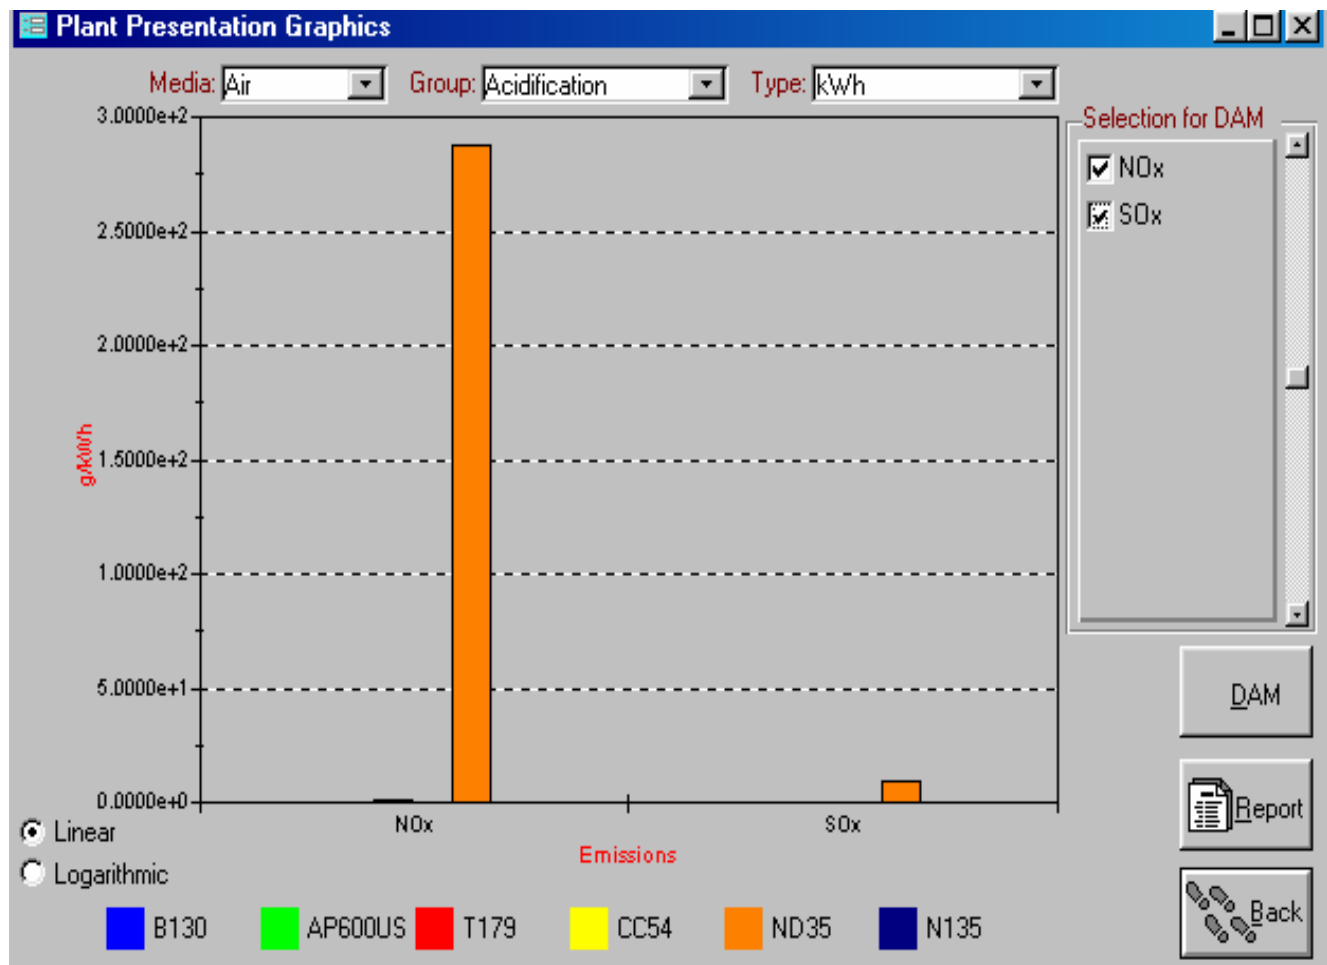 Plant Presentation Graphics
Media: Air Group: Acidification Type: kWh
3.0000e+2
2.5000e+2
2.0000e+2
1.5000e+2
1.0000e+2
5.0000e+1
0.0000e+0
g/kWh
NOx SOx
Emissions
Selection for DAM
NOx
SOx
DAM
Report
Back
Linear
Logarithmic
B130 AP600US T179 CC54 ND35 N135